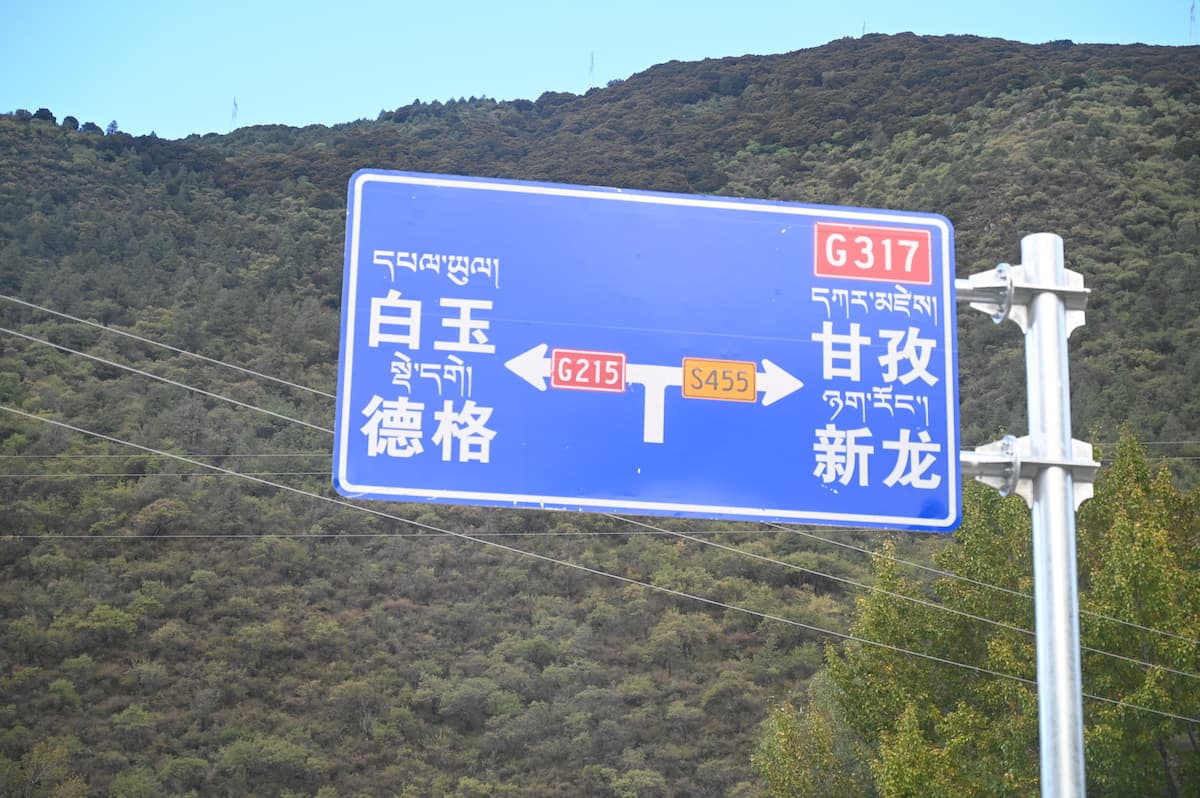 དཔལ་ཡུལ།
白玉
སྡེ་དགེ།
德格
G215
S455
G317
དཀར་མཛེས།
甘孜
ཉག་རོང་།
新龙